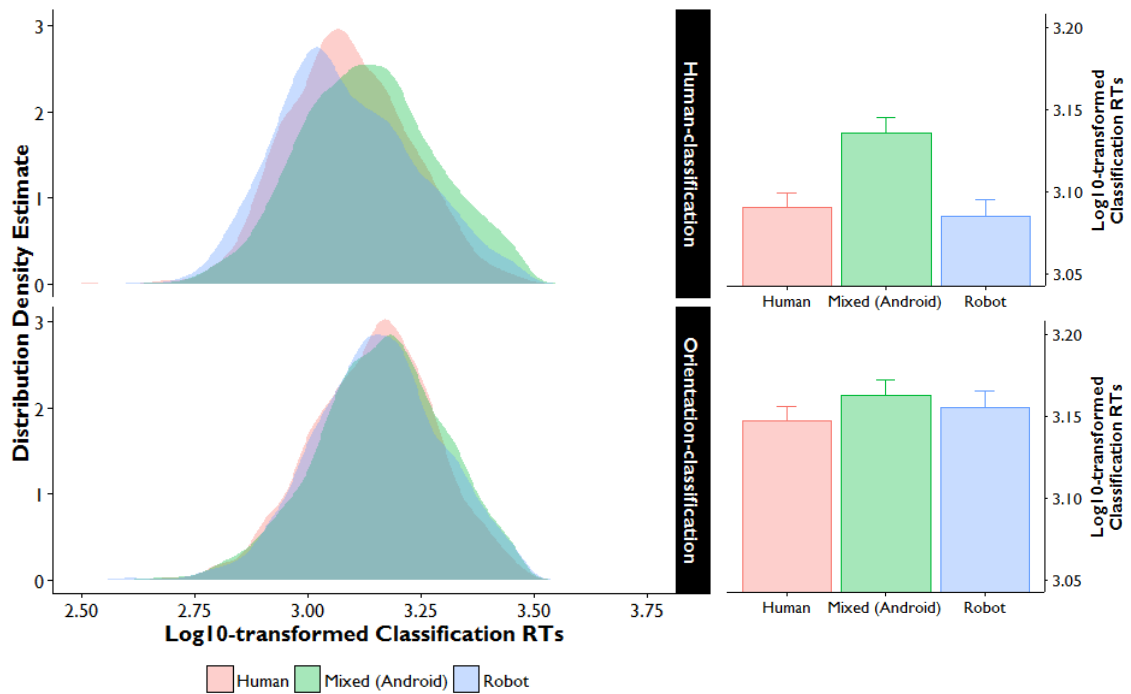 Distribution Density Estimate
3
2
1
0
Human-classification
3.20
3.15
3.10
3.05
Log10-transformed
Classification RTs
Human Mixed (Android) Robot
3
2
1
0
Orientation-classification
3.20
3.15
3.10
3.05
Log10-transformed
Classification RTs
Human Mixed (Android) Robot
2.50 2.75 3.00 3.25 3.50 3.75
Log10-transformed Classification RTs
Human Mixed (Android) Robot